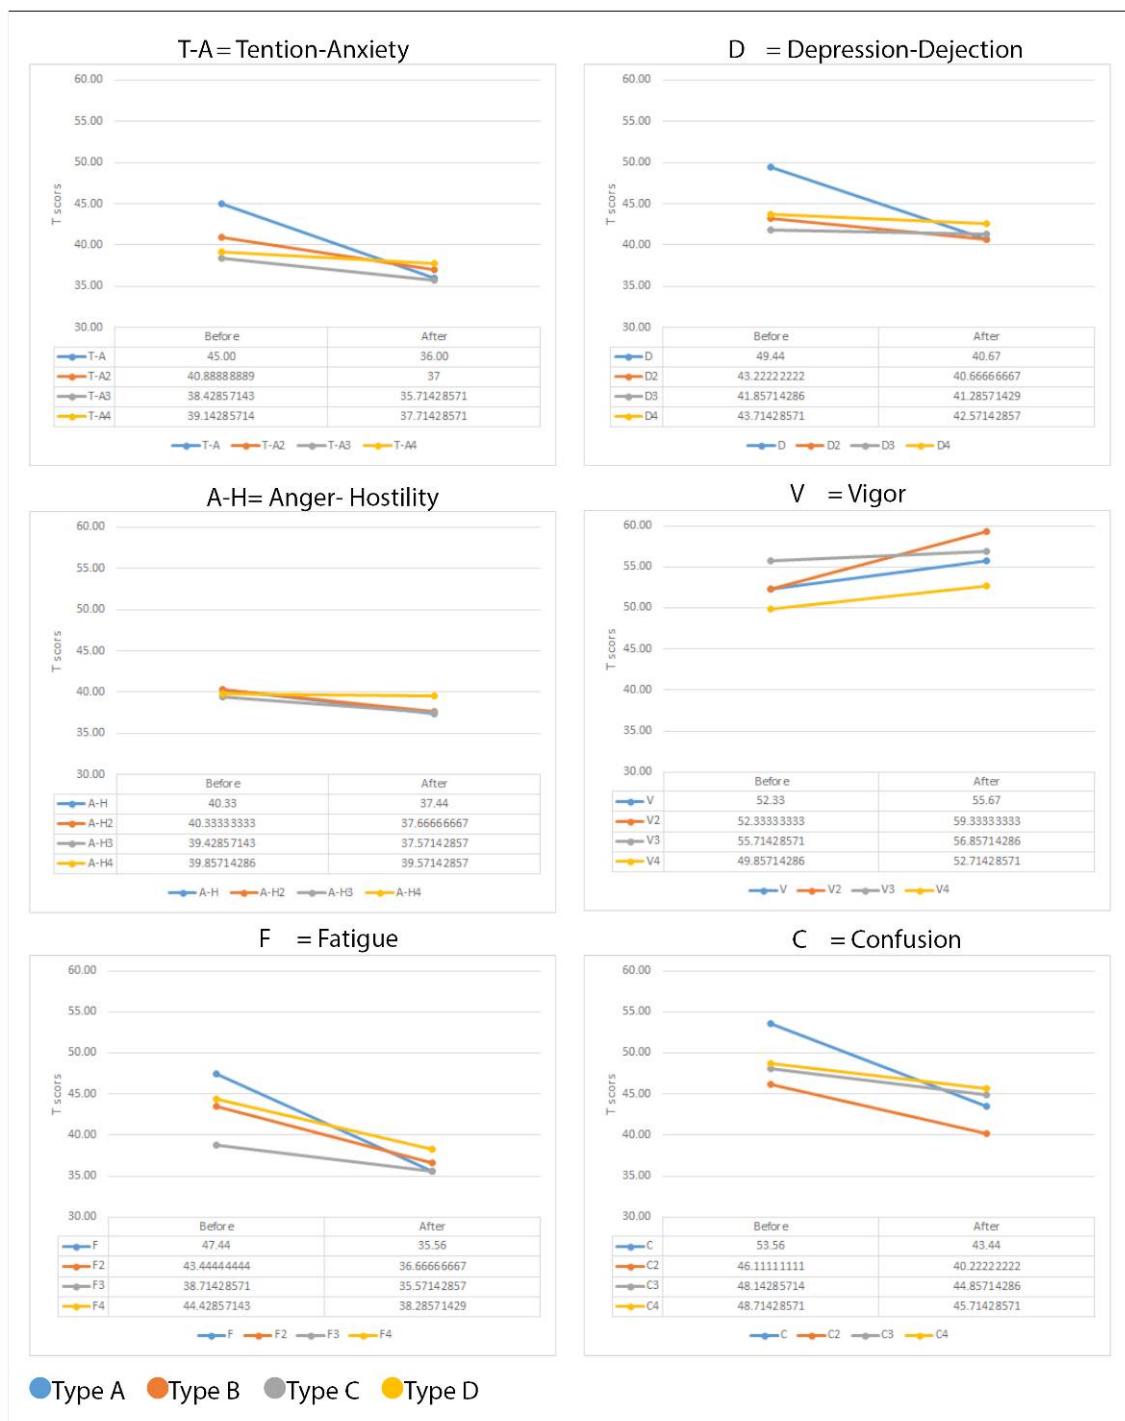 T-A = Tention-Anxiety
60.00
55.00
50.00
45.00
40.00
35.00
30.00
T scors
Before After
T-A 45.00 36.00
T-A2 40.88888889 37
T-A3 38.42857143 35.71428571
T-A4 39.14285714 37.71428571
T-A T-A2 T-A3 T-A4
D = Depression-Dejection
60.00
55.00
50.00
45.00
40.00
35.00
30.00
T scors
Before After
D 49.44 40.67
D2 43.22222222 40.66666667
D3 41.85714286 41.28571429
D4 43.71428571 42.57142857
D D2 D3 D4
A-H= Anger- Hostility
60.00
55.00
50.00
45.00
40.00
35.00
30.00
T scors
Before After
A-H 40.33 37.44
A-H2 40.33333333 37.66666667
A-H3 39.42857143 37.57142857
A-H4 39.85714286 39.57142857
A-H A-H2 A-H3 A-H4
V = Vigor
60.00
55.00
50.00
45.00
40.00
35.00
30.00
T scors
Before After
V 52.33 55.67
V2 52.33333333 59.33333333
V3 55.71428571 56.85714286
V4 49.85714286 52.71428571
V V2 V3 V4
F = Fatigue
60.00
55.00
50.00
45.00
40.00
35.00
30.00
T scors
Before After
F 47.44 35.56
F2 43.44444444 36.66666667
F3 38.71428571 35.57142857
F4 44.42857143 38.28571429
F F2 F3 F4
C = Confusion
60.00
55.00
50.00
45.00
40.00
35.00
30.00
T scors
Before After
C 53.56 43.44
C2 46.11111111 40.22222222
C3 48.14285714 44.85714286
C4 48.71428571 45.71428571
C C2 C3 C4
Type A Type B Type C Type D